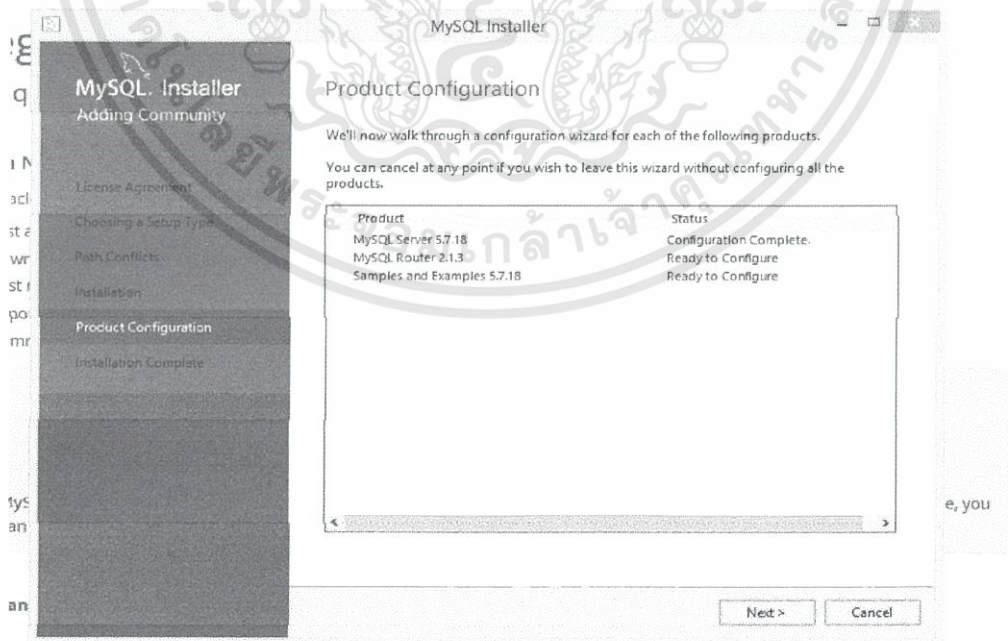 MySQL Installer
MySQL. Installer
Adding Community
License Agreement
Choosing a Setup Type
Path Conflicts
Installation
Product Configuration
Installation Complete
Product Configuration
We'll now walk through a configuration wizard for each of the following products.
You can cancel at any point if you wish to leave this wizard without configuring all the
products.
Product Status
MySQL Server 5.7.18 Configuration Complete.
MySQL Router 2.1.3 Ready to Configure
Samples and Examples 5.7.18 Ready to Configure
e, you
Next > Cancel